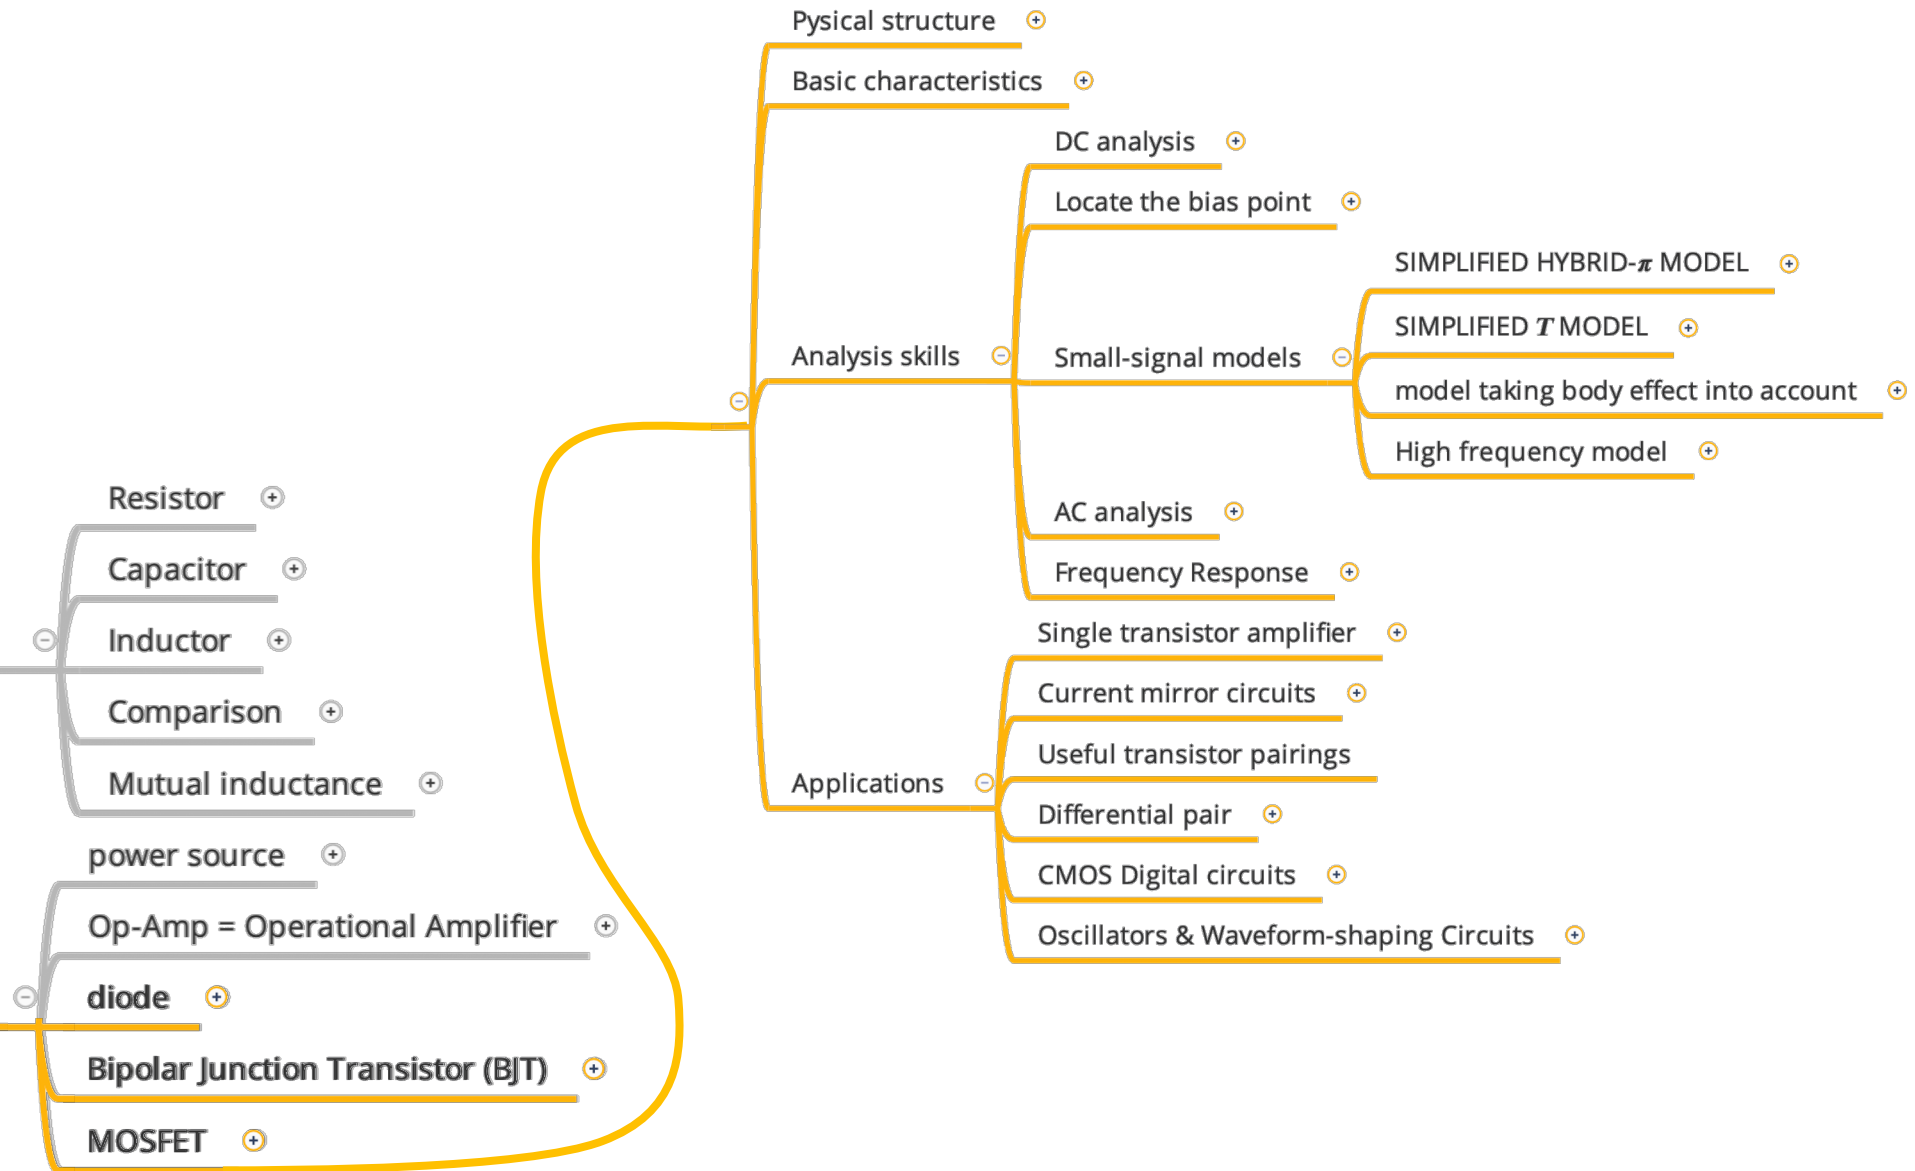 Pysical structure
Basic characteristics
DC analysis
Locate the bias point
SIMPLIFIED HYBRID-π MODEL
SIMPLIFIED T MODEL
Analysis skills
Small-signal models
model taking body effect into account
High frequency model
AC analysis
Frequency Response
Single transistor amplifier
Current mirror circuits
Useful transistor pairings
Applications
Differential pair
CMOS Digital circuits
Oscillators & Waveform-shaping Circuits
Resistor
Capacitor
Inductor
Comparison
Mutual inductance
power source
Op-Amp = Operational Amplifier
diode
Bipolar Junction Transistor (BJT)
MOSFET